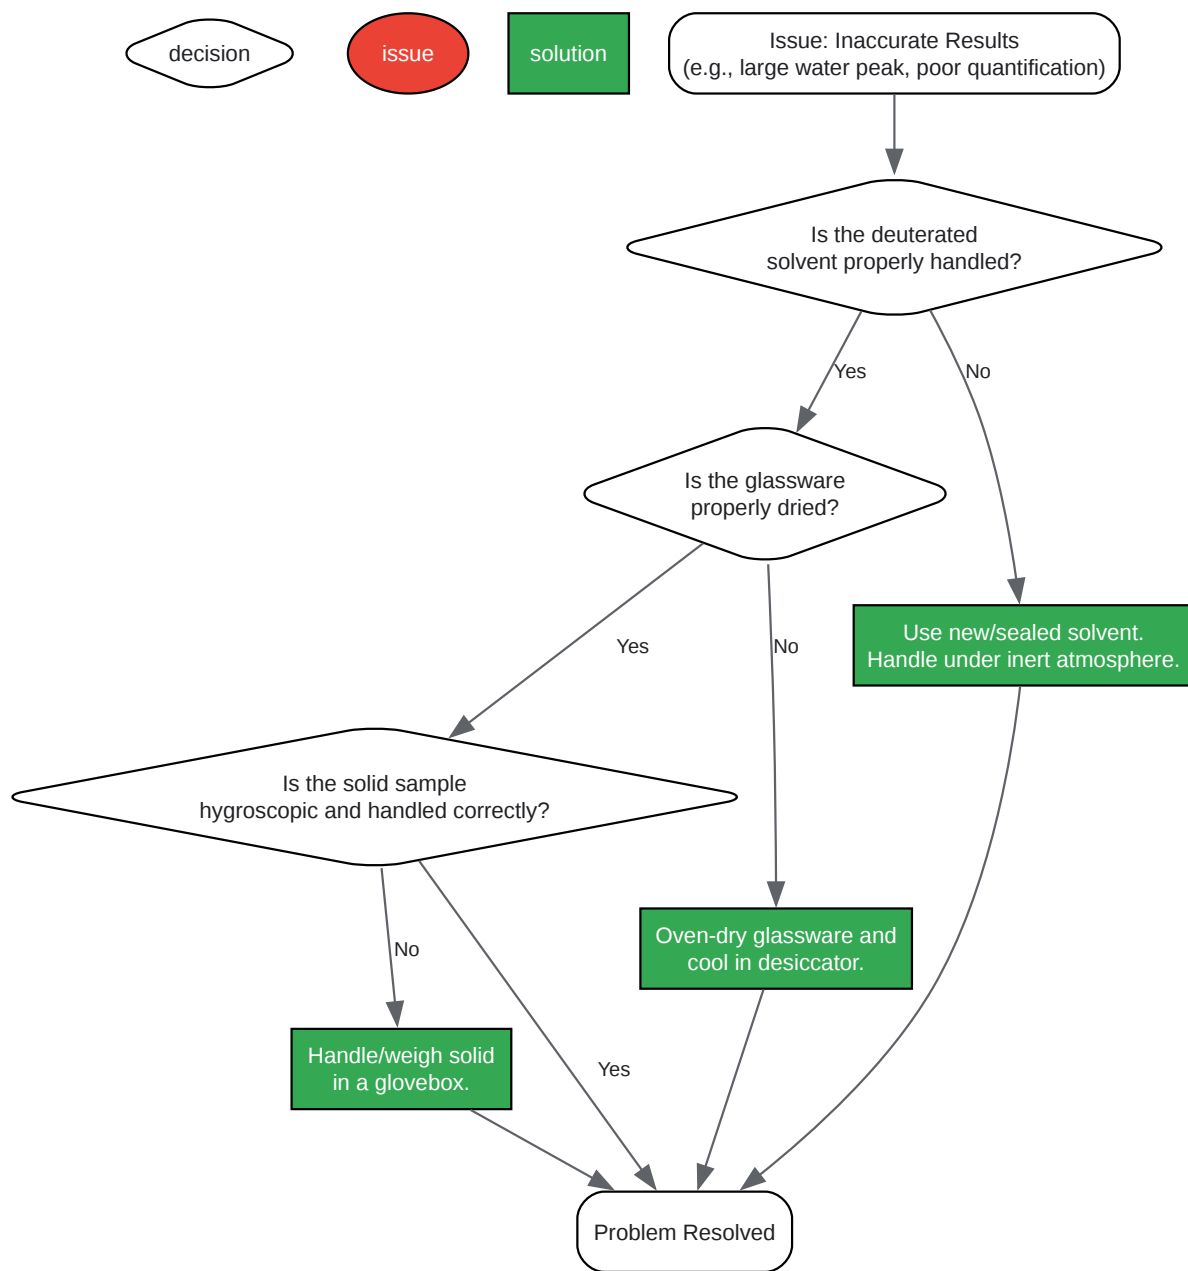 decision
issue
solution
Issue: Inaccurate Results
(e.g., large water peak, poor quantification)
Is the deuterated
solvent properly handled?
Yes
No
Is the glassware
properly dried?
Yes
No
Use new/sealed solvent.
Handle under inert atmosphere.
Is the solid sample
hygroscopic and handled correctly?
No
Oven-dry glassware and
cool in desiccator.
Handle/weigh solid
in a glovebox.
Yes
Problem Resolved